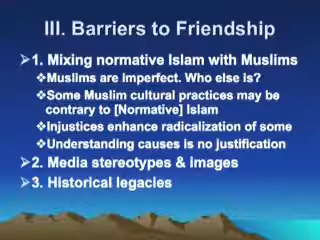 III. Barriers to Friendship
1. Mixing normative Islam with Muslims
Muslims are imperfect. Who else is?
Some Muslim cultural practices may be
contrary to [Normative] Islam
Injustices enhance radicalization of some
Understanding causes is no justification
2. Media stereotypes & images
3. Historical legacies